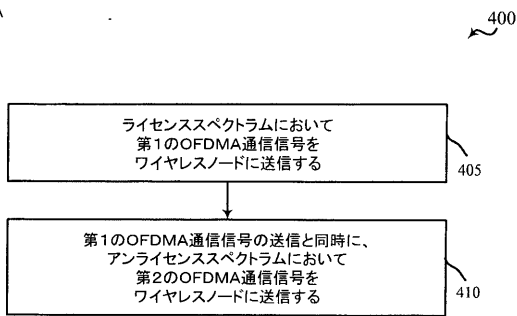 400
ライセンススペクトラムにおいて
第1のOFDMA通信信号を
ワイヤレスノードに送信する
405
第1のOFDMA通信信号の送信と同時に、
アンライセンススペクトラムにおいて
第2のOFDMA通信信号を
ワイヤレスノードに送信する
410